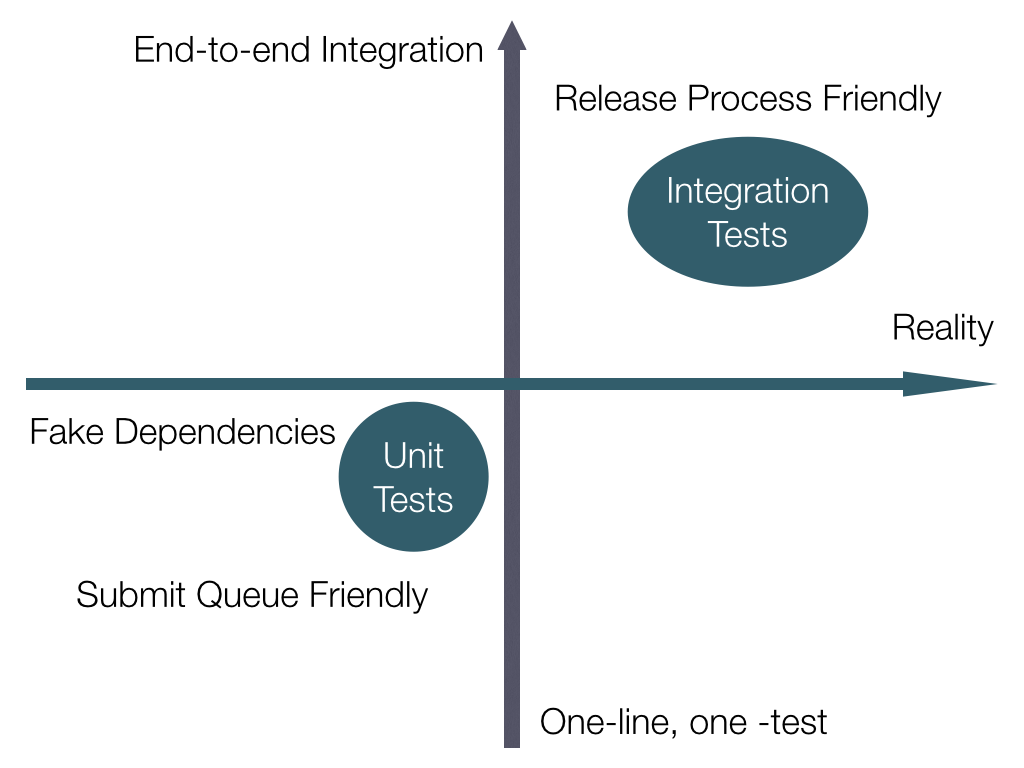 End-to-end Integration
Release Process Friendly
Integration
Tests
Reality
Fake Dependencies
Unit
Tests
Submit Queue Friendly
One-line, one -test